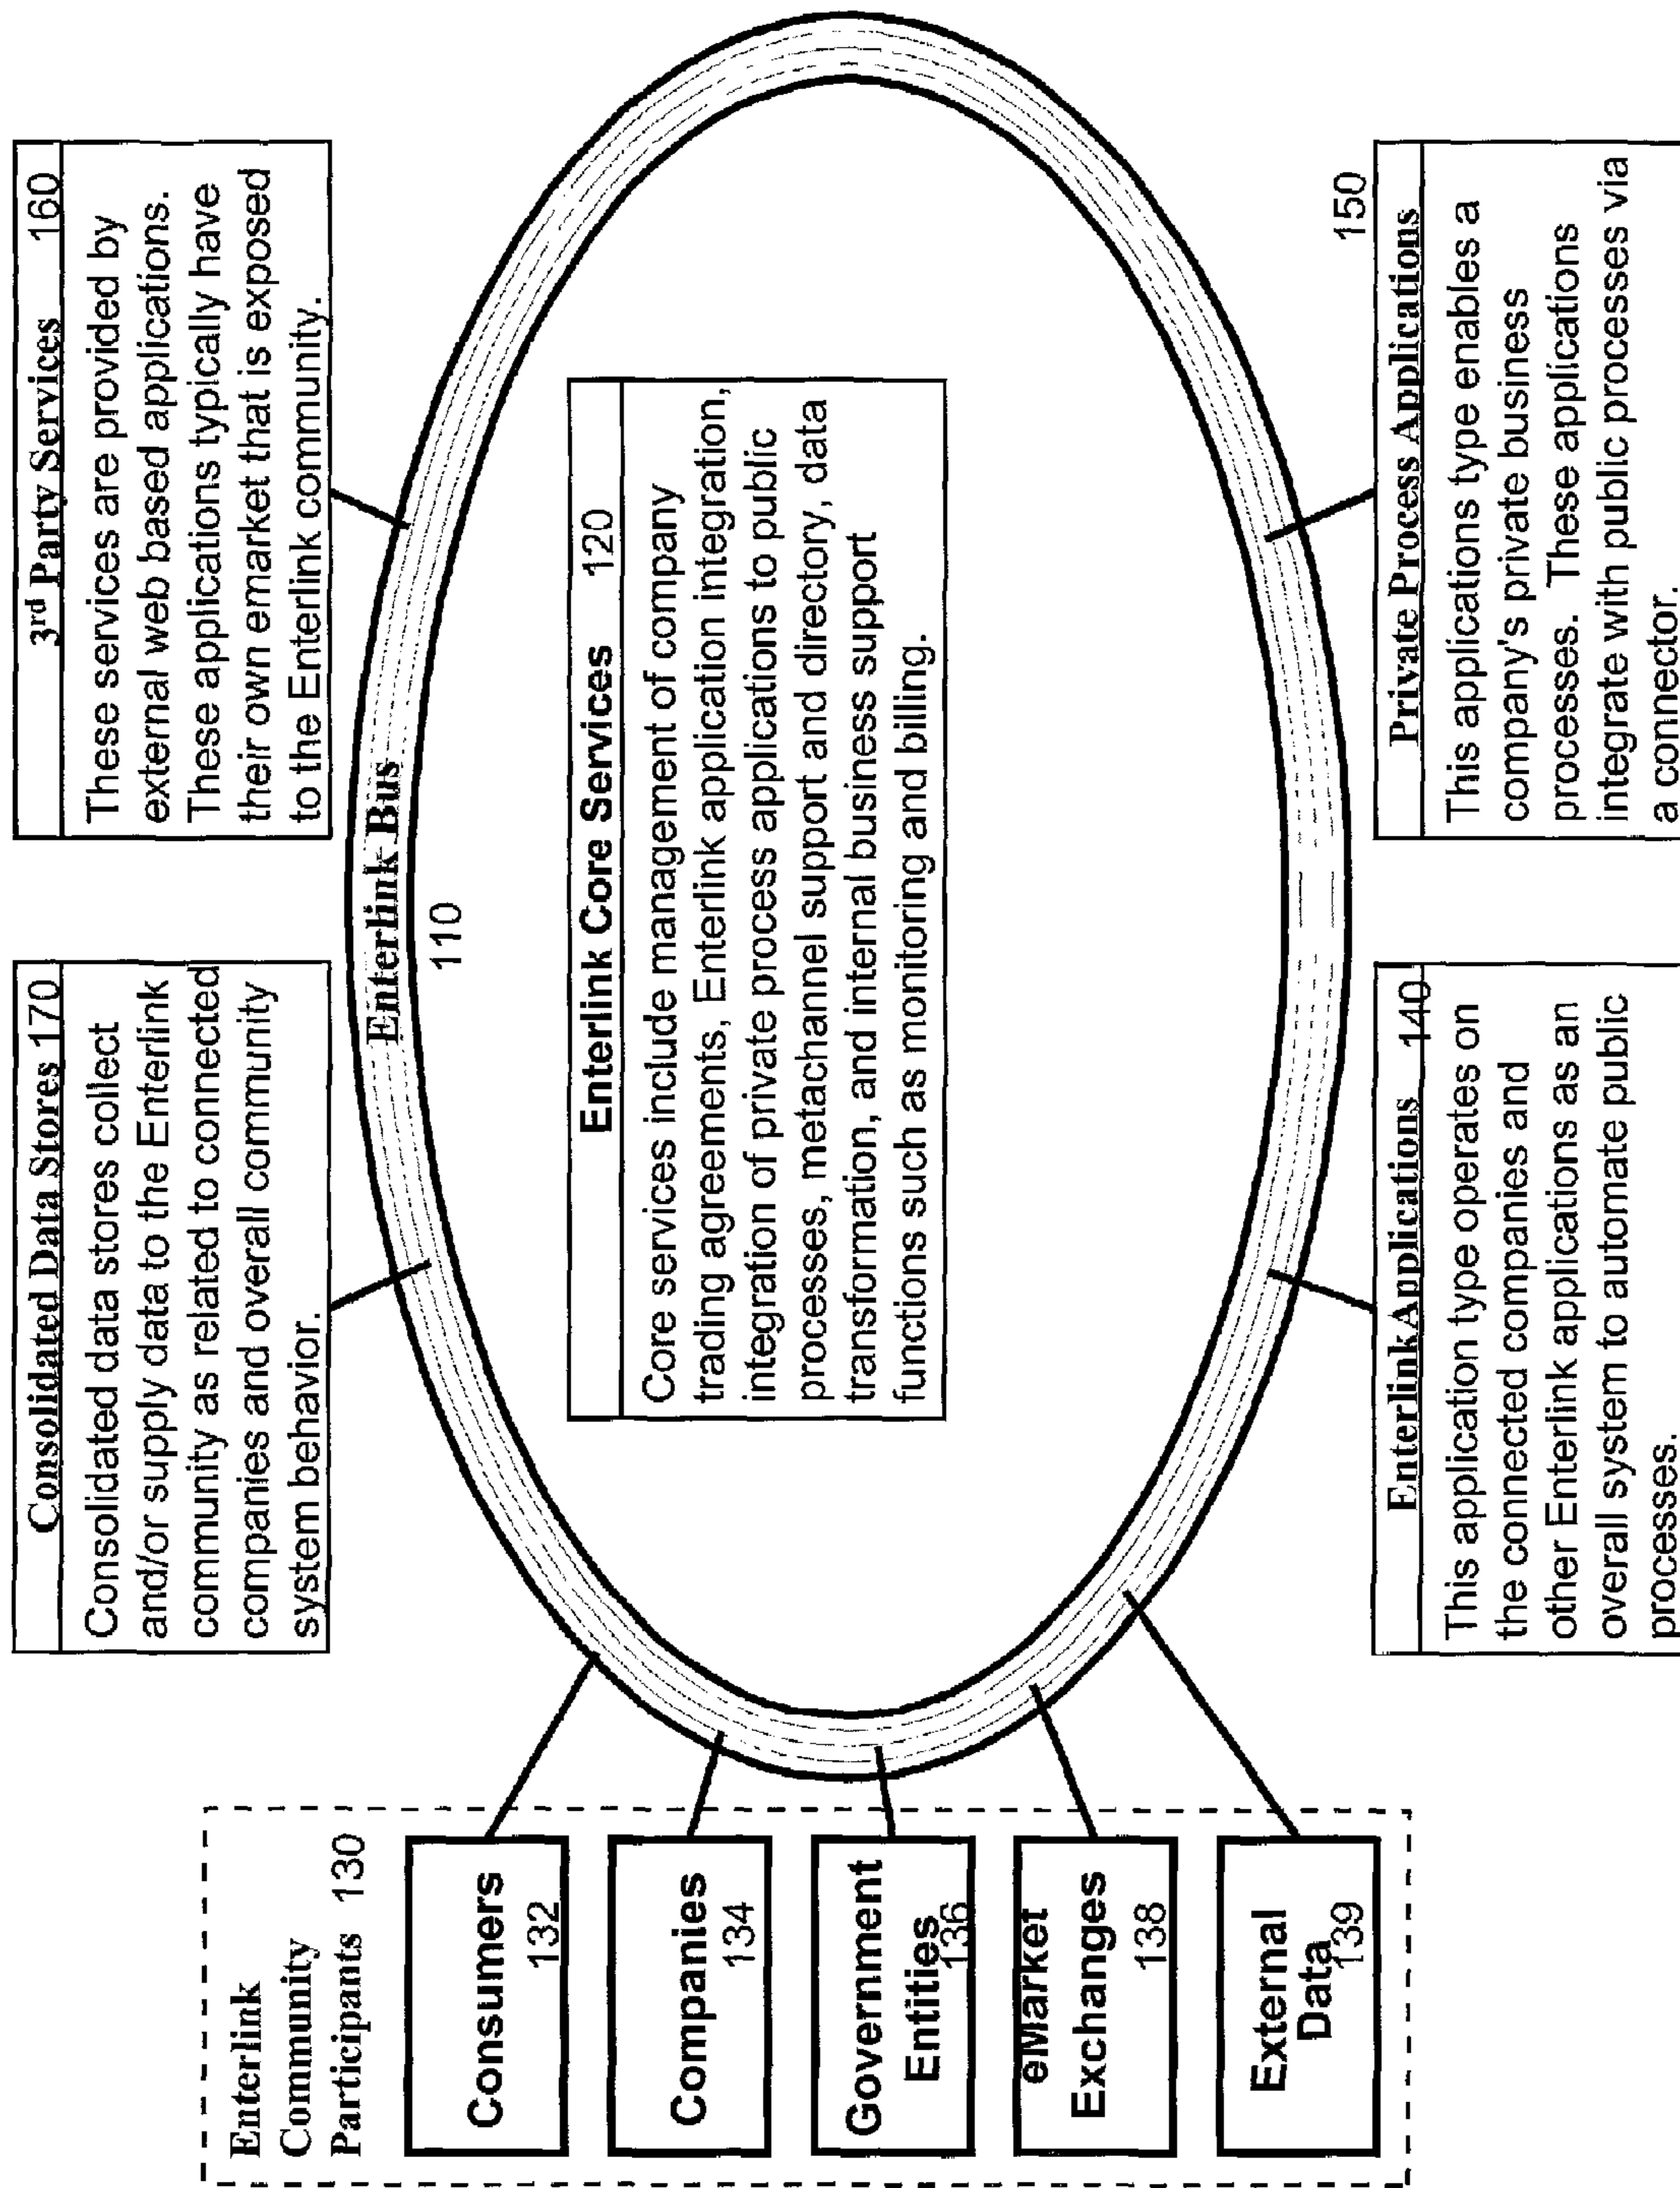 Consolidated Data Stores 170
Consolidated data stores collect
and/or supply data to the Enterlink
community as related to connected
companies and overall community
system behavior.
3rd Party Services 160
These services are provided by
external web based applications.
These applications typically have
their own emarket that is exposed
to the Enterlink community.
Enterlink
Community
Participants 130
Consumers
132
Companies
134
Government
Entities
136
eMarket
Exchanges
138
External
Data
139
Enterlink Bus
110
Enterlink Core Services 120
Core services include management of company
trading agreements, Enterlink application integration,
integration of private process applications to public
processes, metachannel support and directory, data
transformation, and internal business support
functions such as monitoring and billing.
Enterlink Applications 140
This application type operates on
the connected companies and
other Enterlink applications as an
overall system to automate public
processes.
150
Private Process Applications
This applications type enables a
company's private business
processes. These applications
integrate with public processes via
a connector.